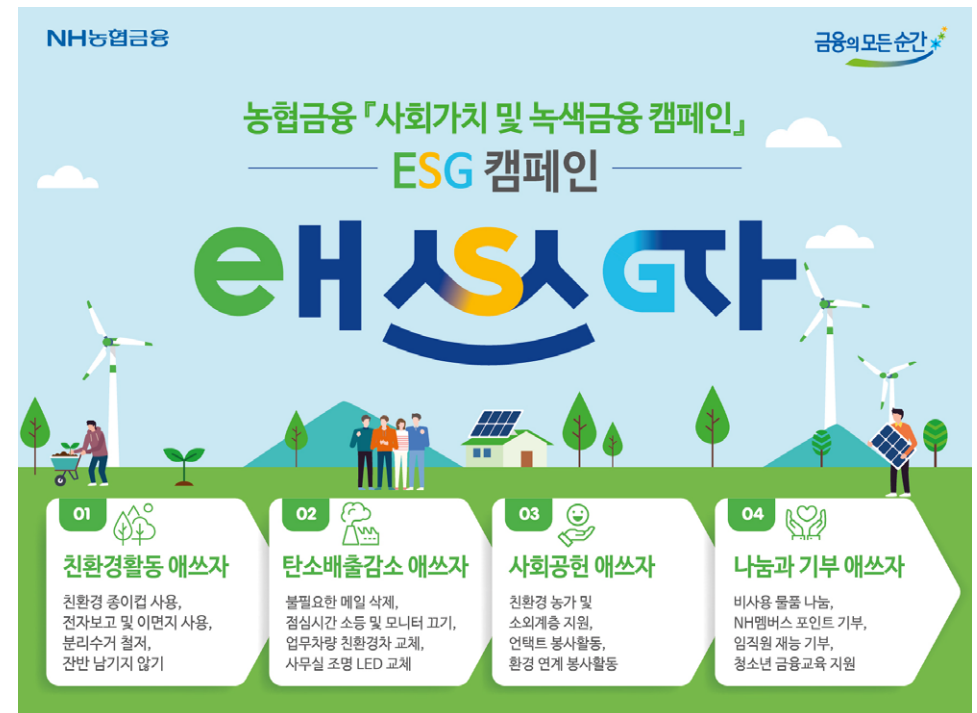 NH농협금융
금융의모든순간
농협금융 『사회가치 및 녹색금융 캠페인』
ESG 캠페인
eH쓰G자
01
친환경활동 애쓰자
친환경 종이컵 사용,
전자보고 및 이면지 사용,
분리수거 철저,
잔반 남기지 않기
02
탄소배출감소 애쓰자
불필요한 메일 삭제,
점심시간 소등 및 모니터 끄기,
업무차량 친환경차 교체,
사무실 조명 LED 교체
03
사회공헌 애쓰자
친환경 농가 및
소외계층 지원,
언택트 봉사활동,
환경 연계 봉사활동
04
나눔과 기부 애쓰자
비사용 물품 나눔,
NH멤버스 포인트 기부,
임직원 재능 기부,
청소년 금융교육 지원